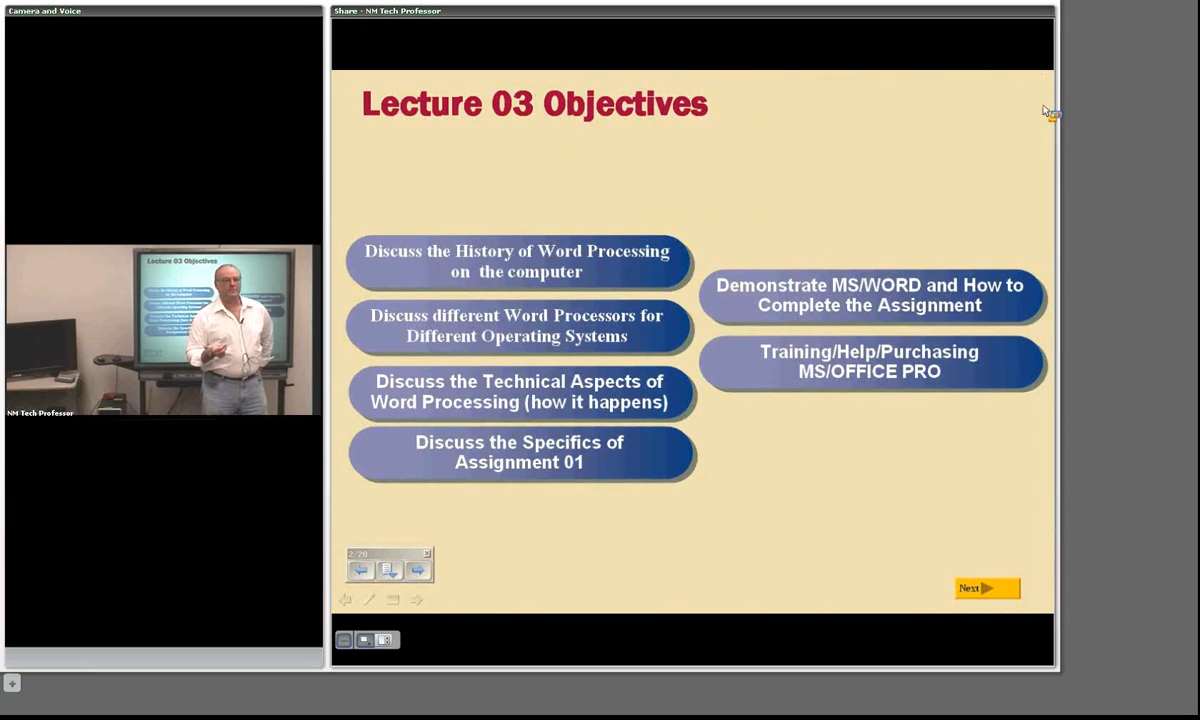 Camera and Voice
Share - NM Tech Professor
Lecture 03 Objectives
Discuss the History of Word Processing
on the computer
Discuss different Word Processors for
Different Operating Systems
Discuss the Technical Aspects of
Word Processing (how it happens)
Discuss the Specifics of
Assignment 01
Demonstrate MS/WORD and How to
Complete the Assignment
Training/Help/Purchasing
MS/OFFICE PRO
Lecture 03 Objectives
NM Tech Professor
2/20
Next